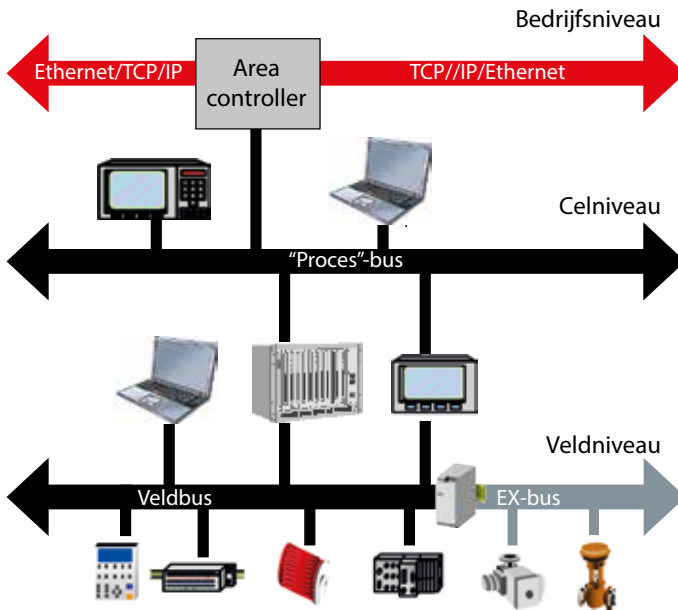 Bedrijfsniveau
Ethernet/TCP/IP
Area
controller
TCP//IP/Ethernet
Celniveau
“Proces”-bus
Veldniveau
Veldbus
EX-bus